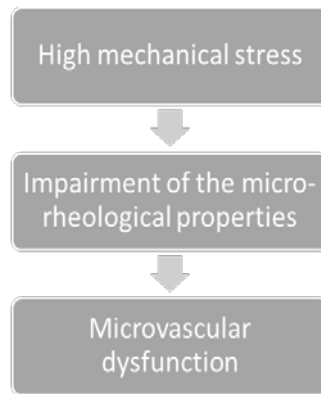 High mechanical stress
Impairment of the micro-
rheological properties
Microvascular
dysfunction